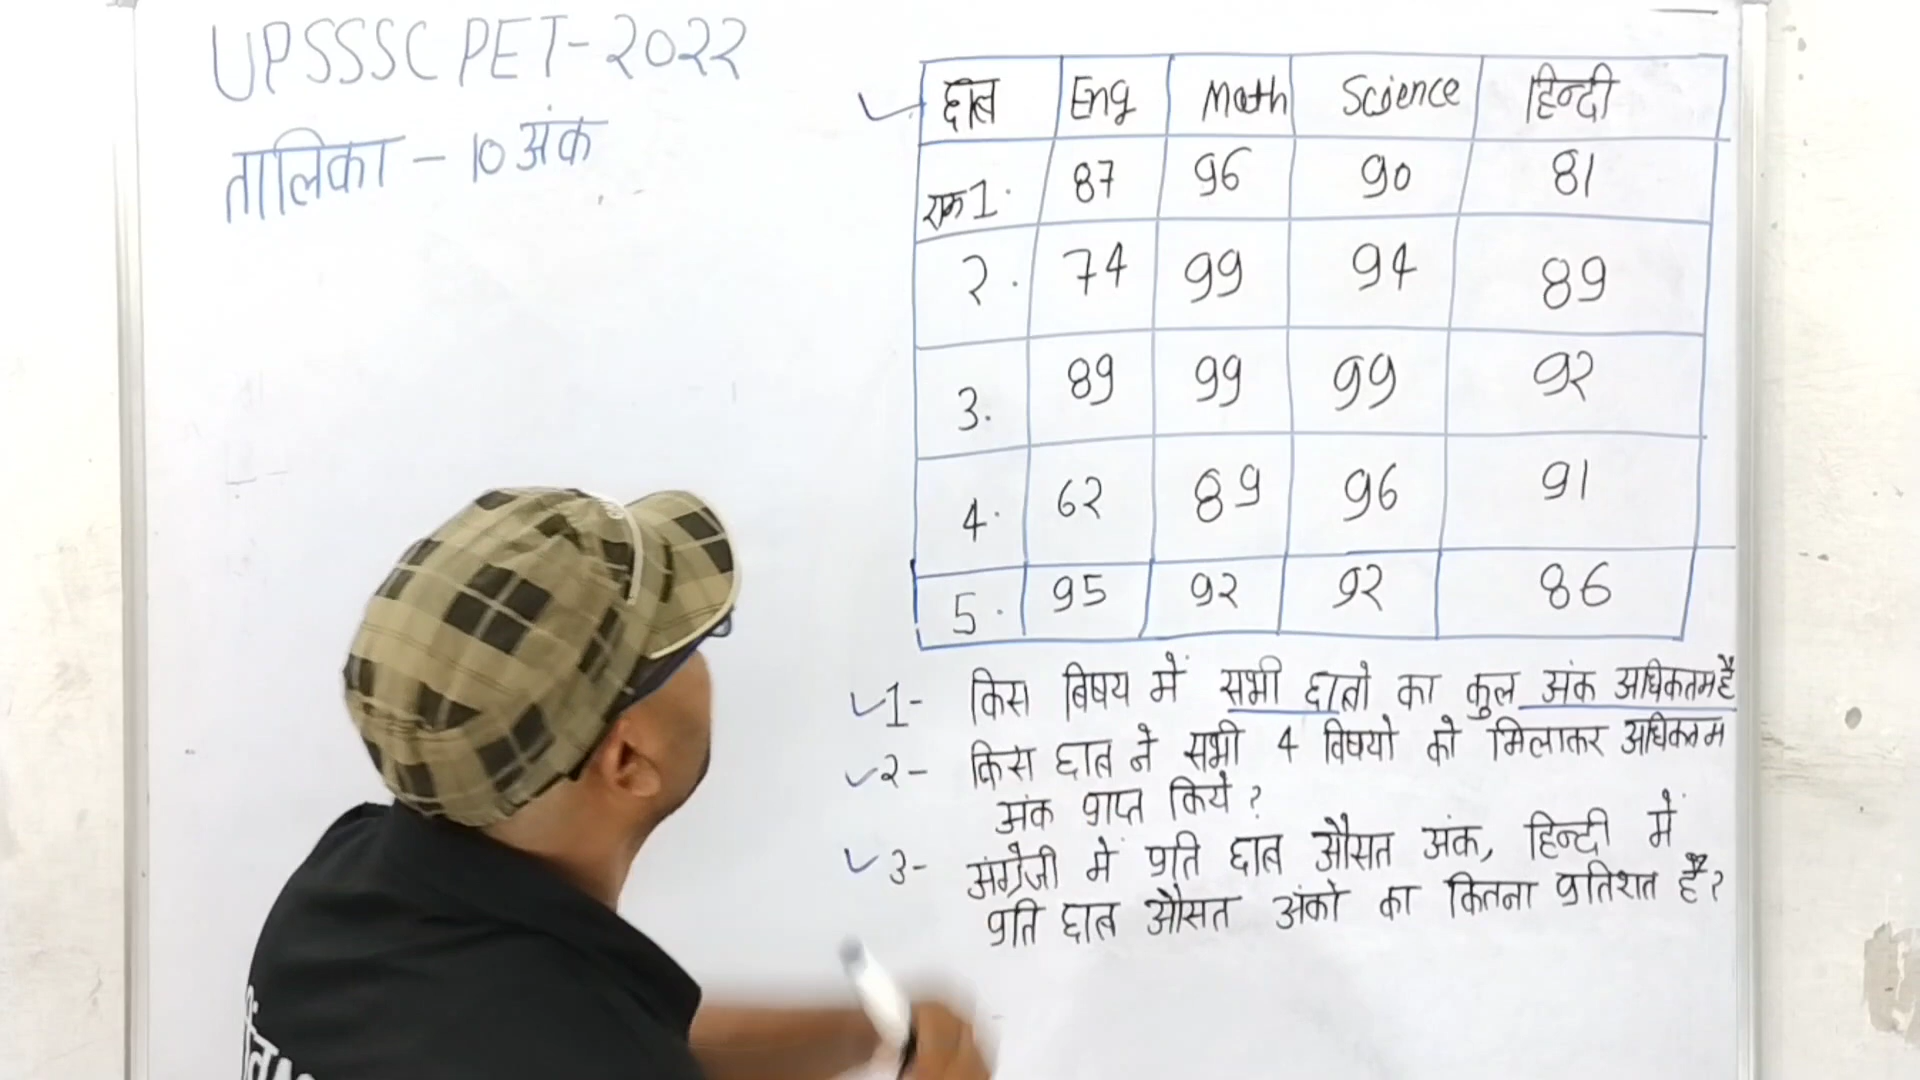 UPSSSC PET-2022
तालिका - 10 अंक
छात्र Eng Math Science हिन्दी
1. 87 96 90 81
2. 74 99 94 89
3. 89 99 99 92
4. 62 89 96 91
5. 95 92 92 86
1- किस विषय में सभी छात्रो का कुल अंक अधिकतम है
2- किस छात्र ने सभी 4 विषयो को मिलाकर अधिकतम
अंक प्राप्त किये?
3- अंग्रेजी में प्रति छात्र औसत अंक, हिन्दी में
प्रति छात्र औसत अंको का कितना प्रतिशत है?